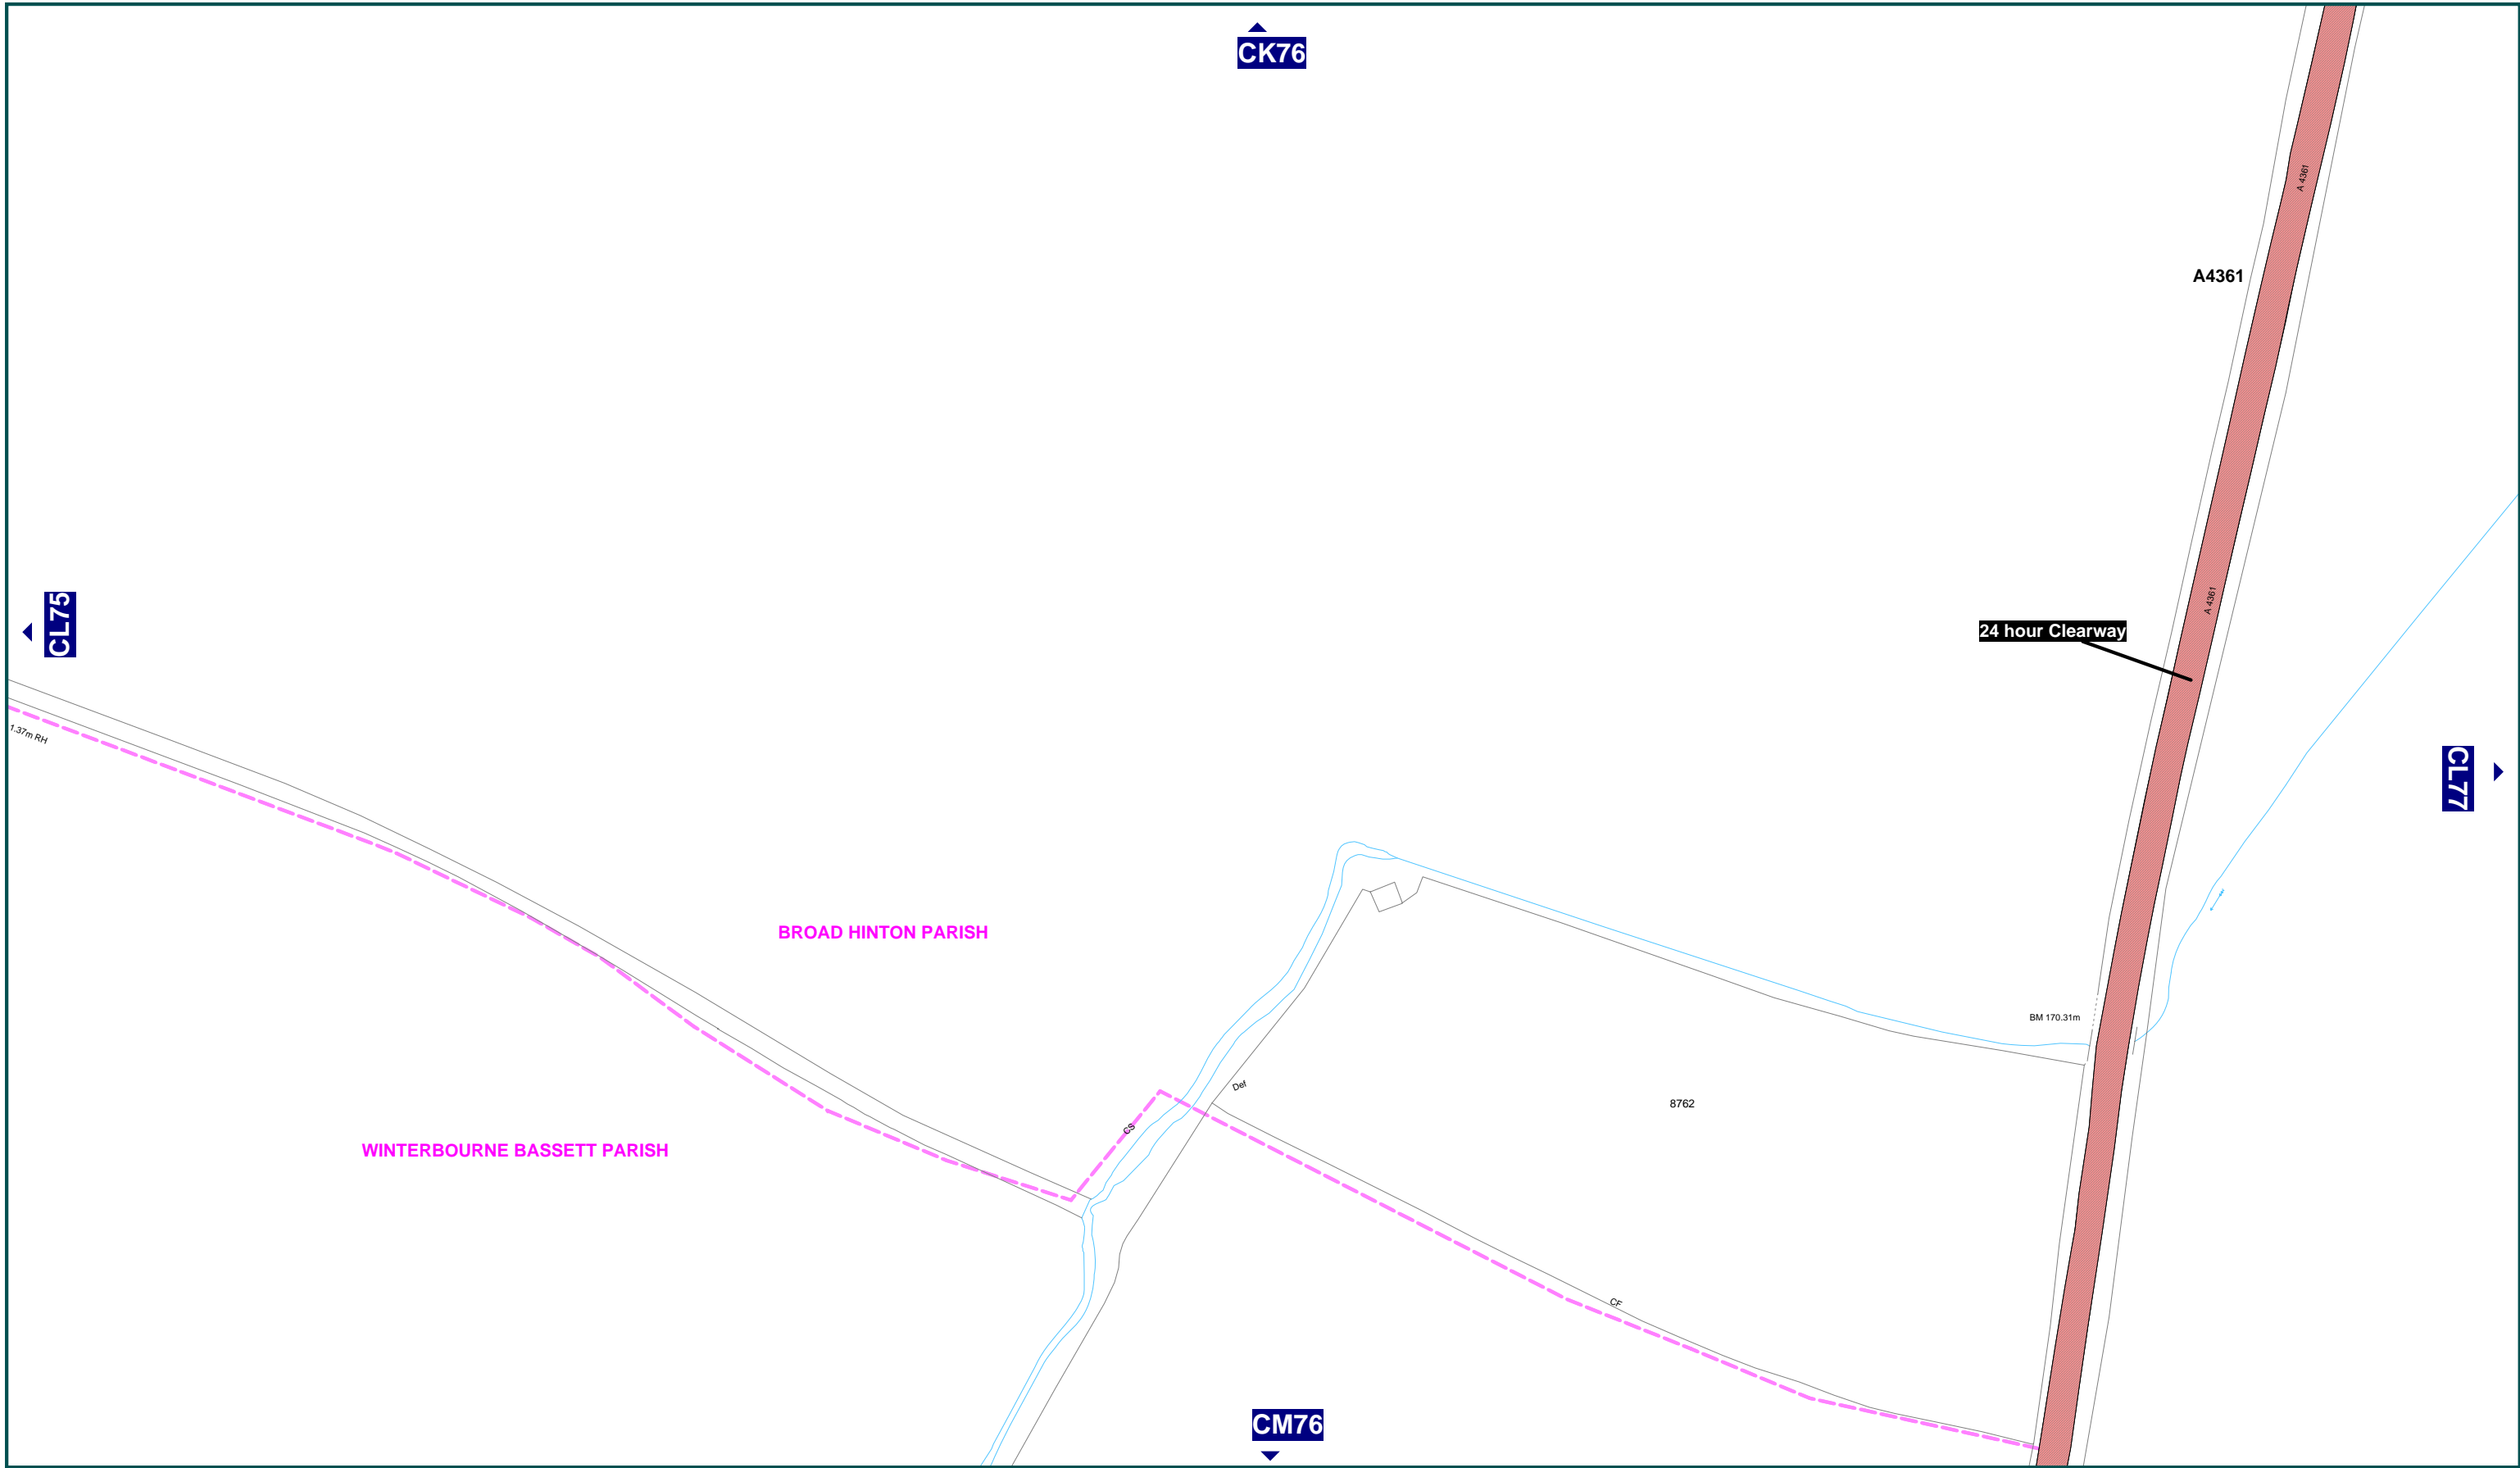 CK76
A 4361
A4361
A 4361
CL75
24 hour Clearway
1.37m RH
CL77
BROAD HINTON PARISH
BM 170.31m
Def
8762
CS
WINTERBOURNE BASSETT PARISH
CF
CM76